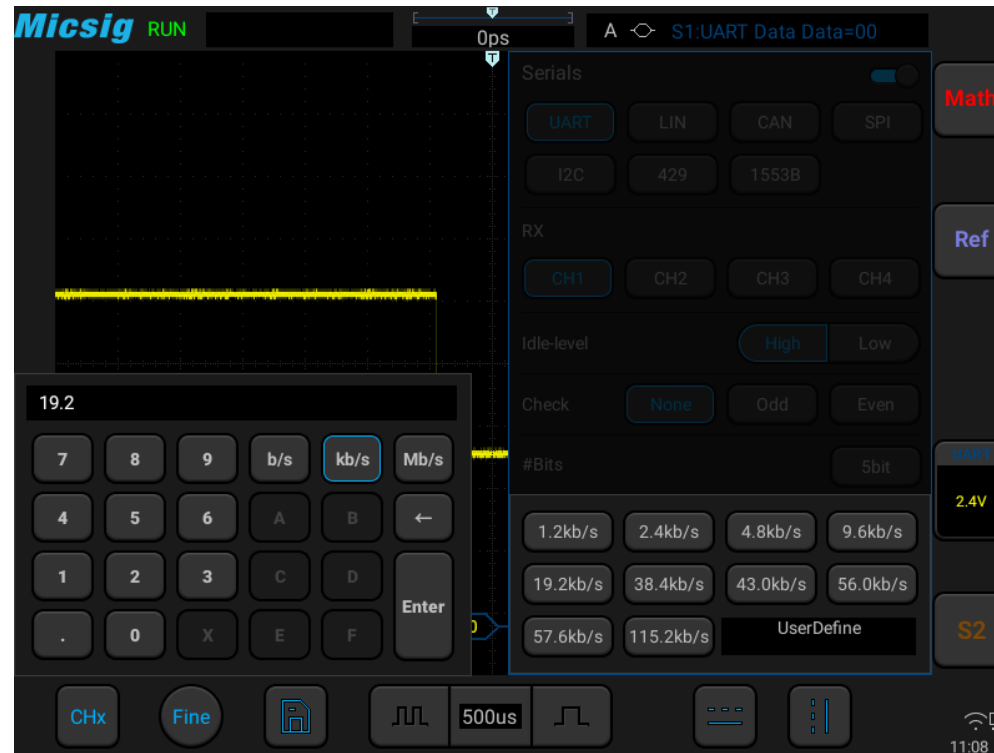 Micsig RUN
0ps
A S1:UART Data Data=00
T
T
Serials
UART LIN CAN SPI
I2C 429 1553B
RX
CH1 CH2 CH3 CH4
Idle-level High Low
Check None Odd Even
#Bits 5bit
1.2kb/s 2.4kb/s 4.8kb/s 9.6kb/s
19.2kb/s 38.4kb/s 43.0kb/s 56.0kb/s
57.6kb/s 115.2kb/s UserDefine
19.2
7 8 9 b/s kb/s Mb/s
4 5 6 A B ←
1 2 3 C D
Enter
. 0 X E F
Math
Ref
UART
2.4V
S2
CHx Fine 500us
11:08